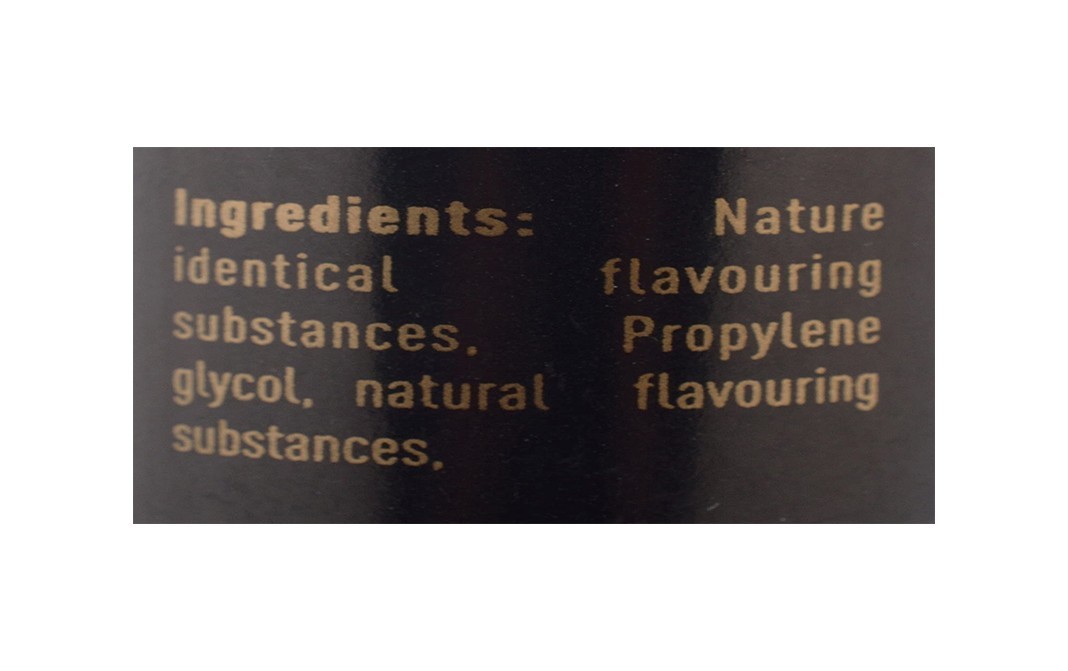 Ingredients: Nature
identical flavouring
substances, Propylene
glycol, natural flavouring
substances,